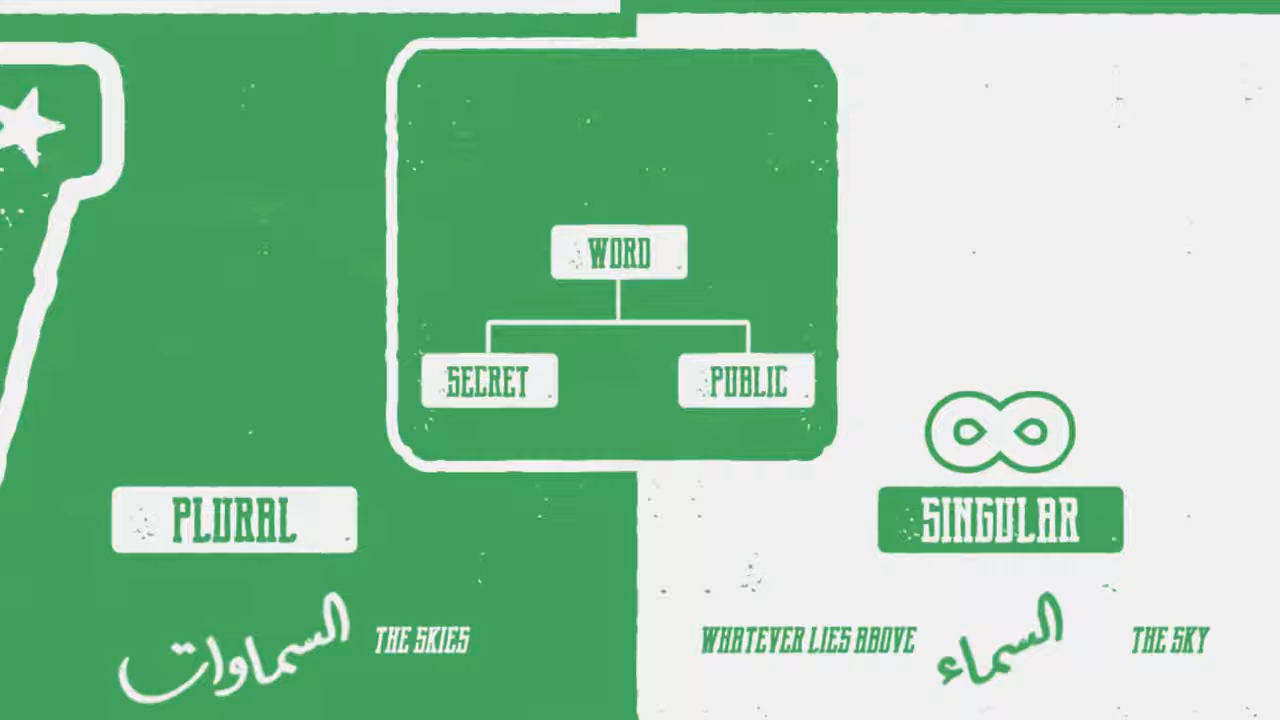 WORD
SECRET
PUBLIC
PLURAL
SINGULAR
السماوات
THE SKIES
WHATEVER LIES ABOVE
السماء
THE SKY